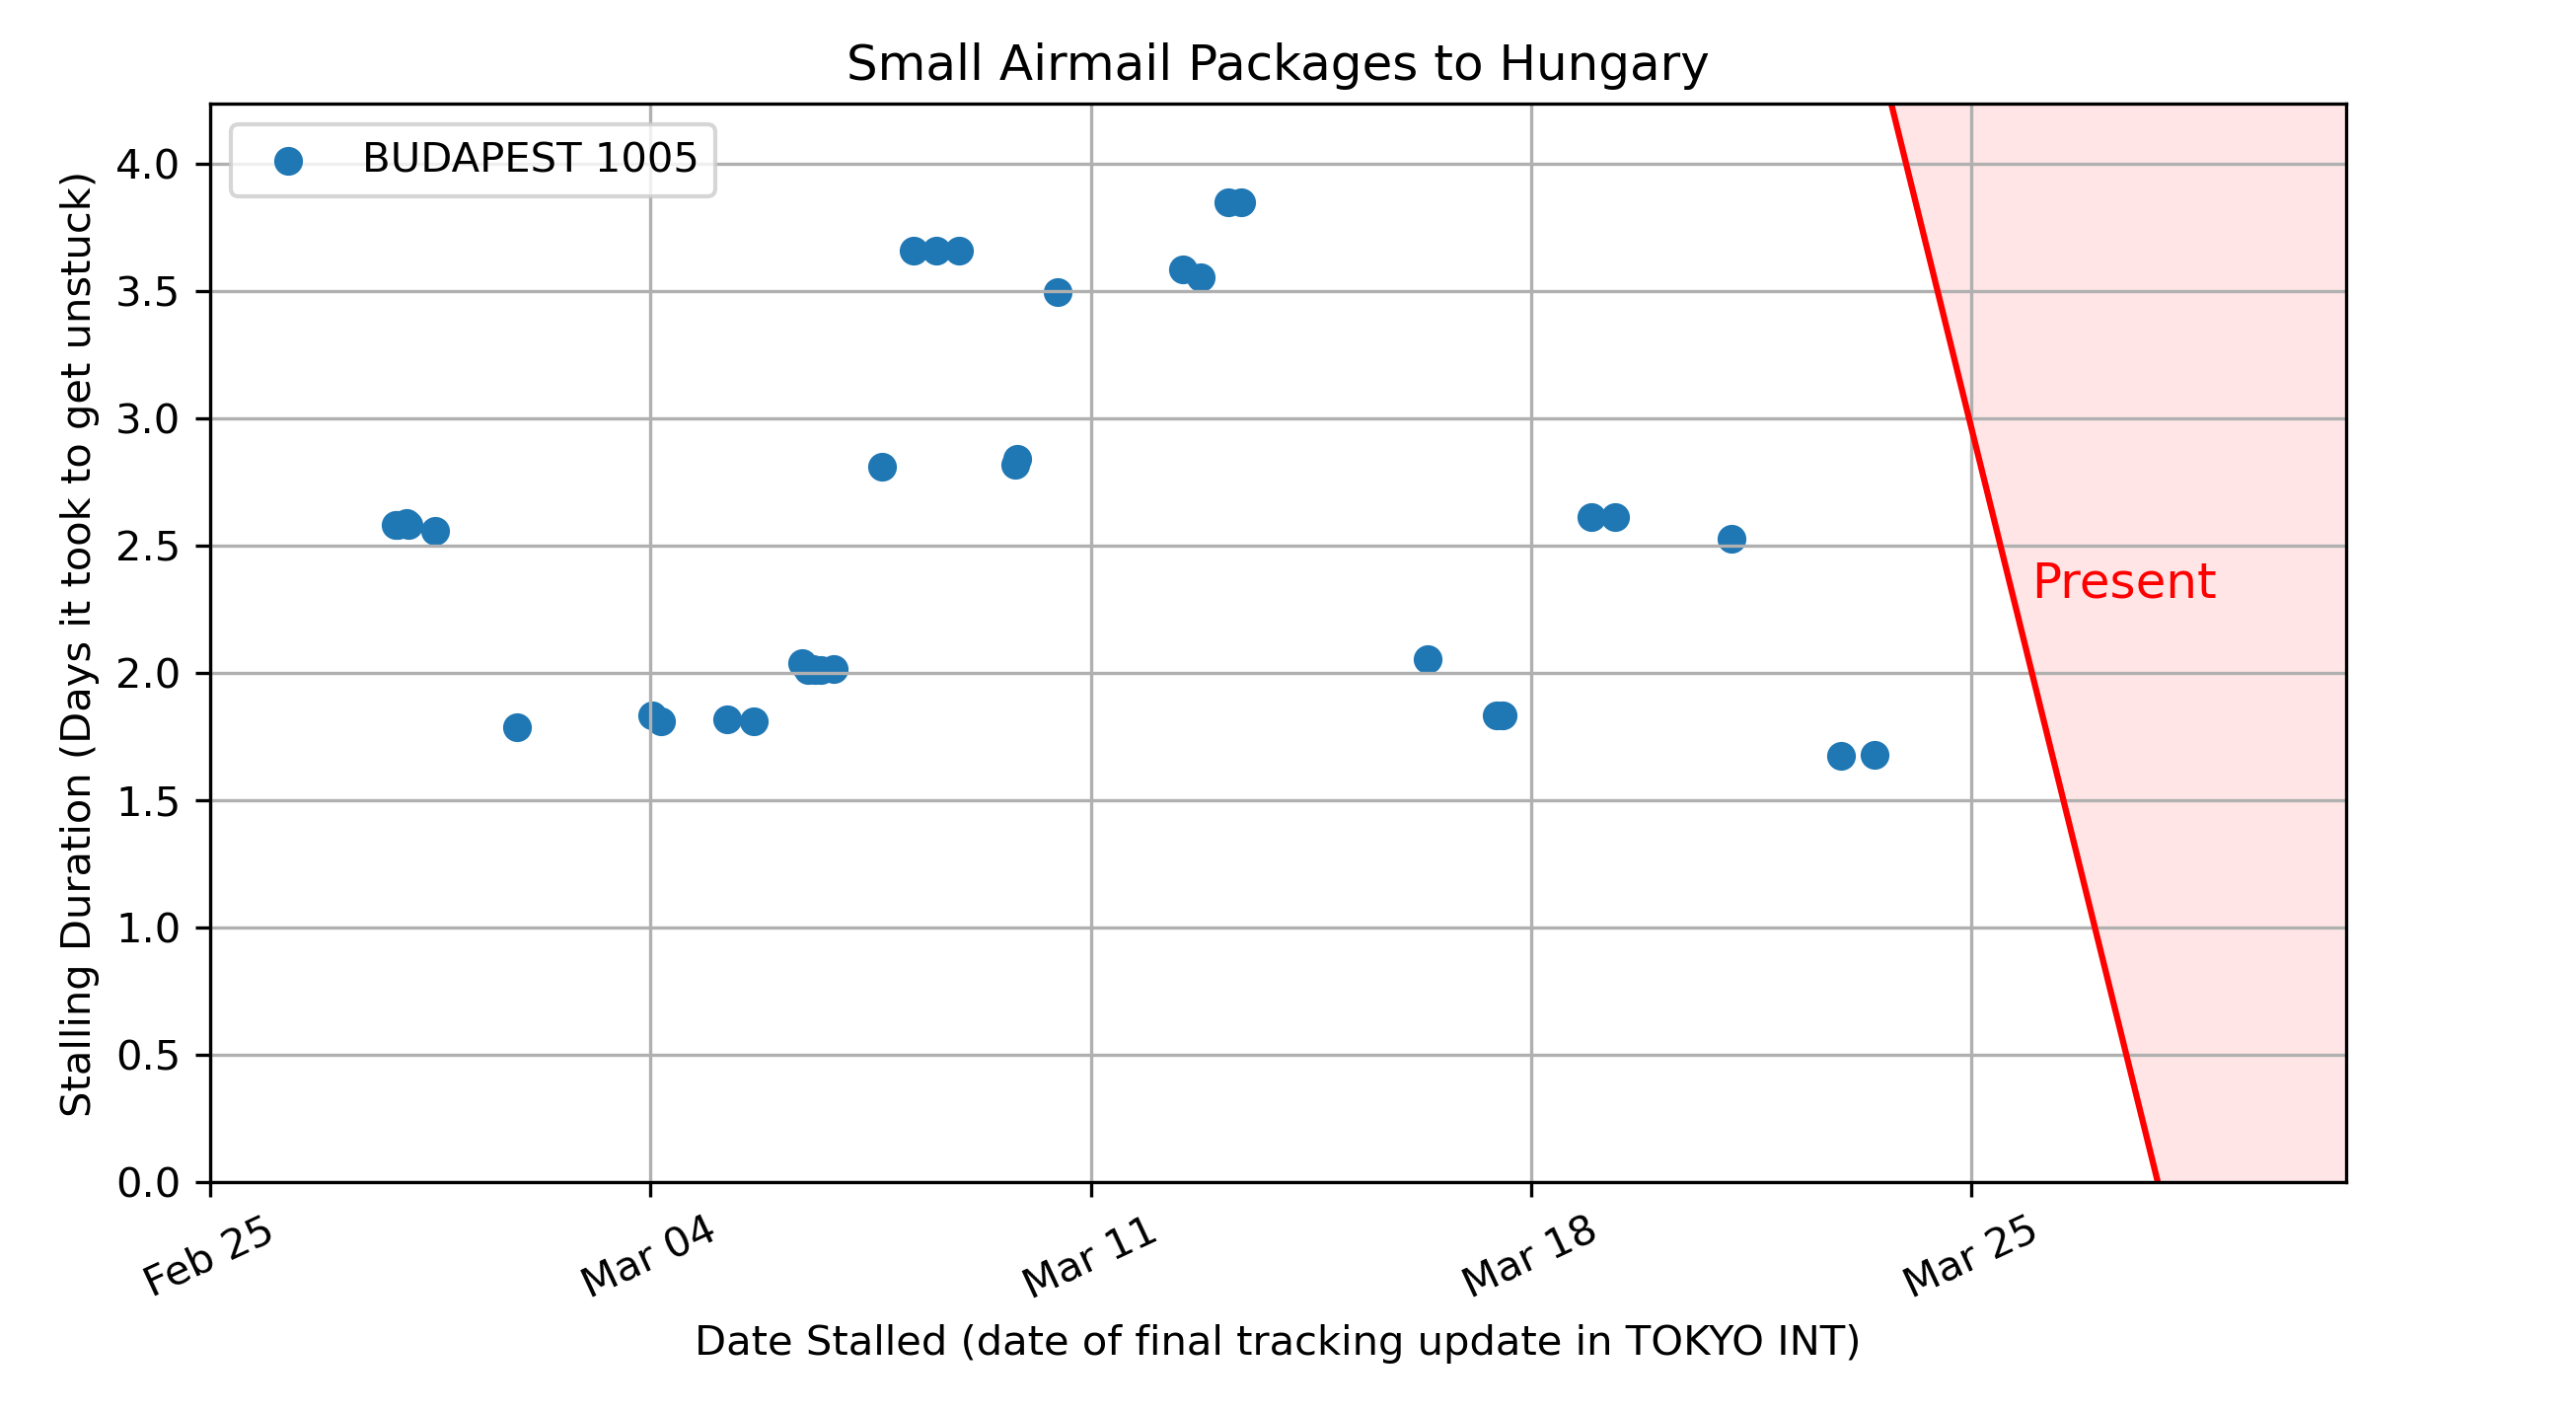 Small Airmail Packages to Hungary
BUDAPEST 1005
Stalling Duration (Days it took to get unstuck)
4.0
3.5
3.0
2.5
2.0
1.5
1.0
0.5
0.0
Present
Feb 25
Mar 04
Mar 11
Mar 18
Mar 25
Date Stalled (date of final tracking update in TOKYO INT)